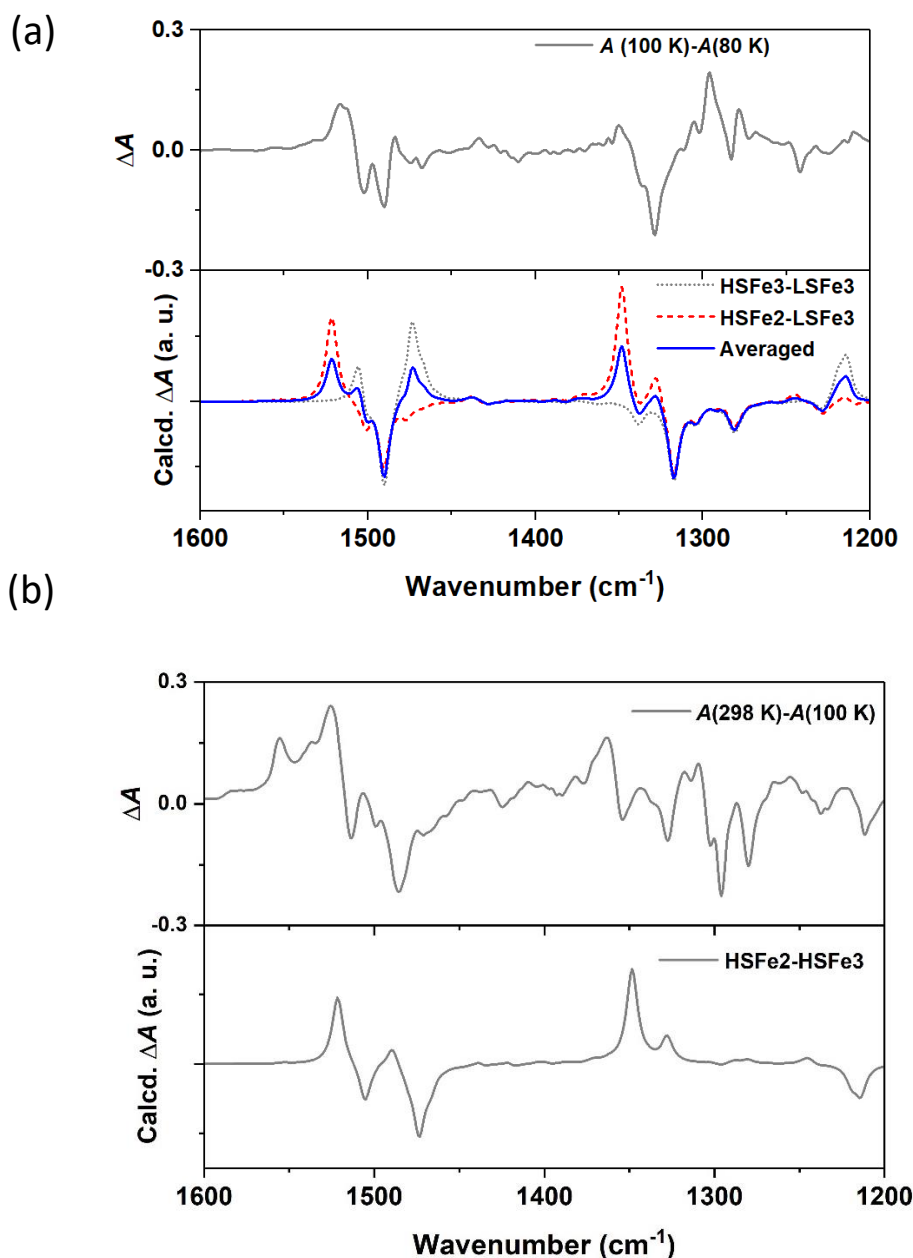 (a)
0.3
A (100 K)-A(80 K)
ΔA
0.0
-0.3
Calcd. ΔA (a. u.)
HSFe3-LSFe3
HSFe2-LSFe3
Averaged
1600 1500 1400 1300 1200
Wavenumber (cm⁻¹)
(b)
0.3
A(298 K)-A(100 K)
ΔA
0.0
-0.3
Calcd. ΔA (a. u.)
HSFe2-HSFe3
1600 1500 1400 1300 1200
Wavenumber (cm⁻¹)